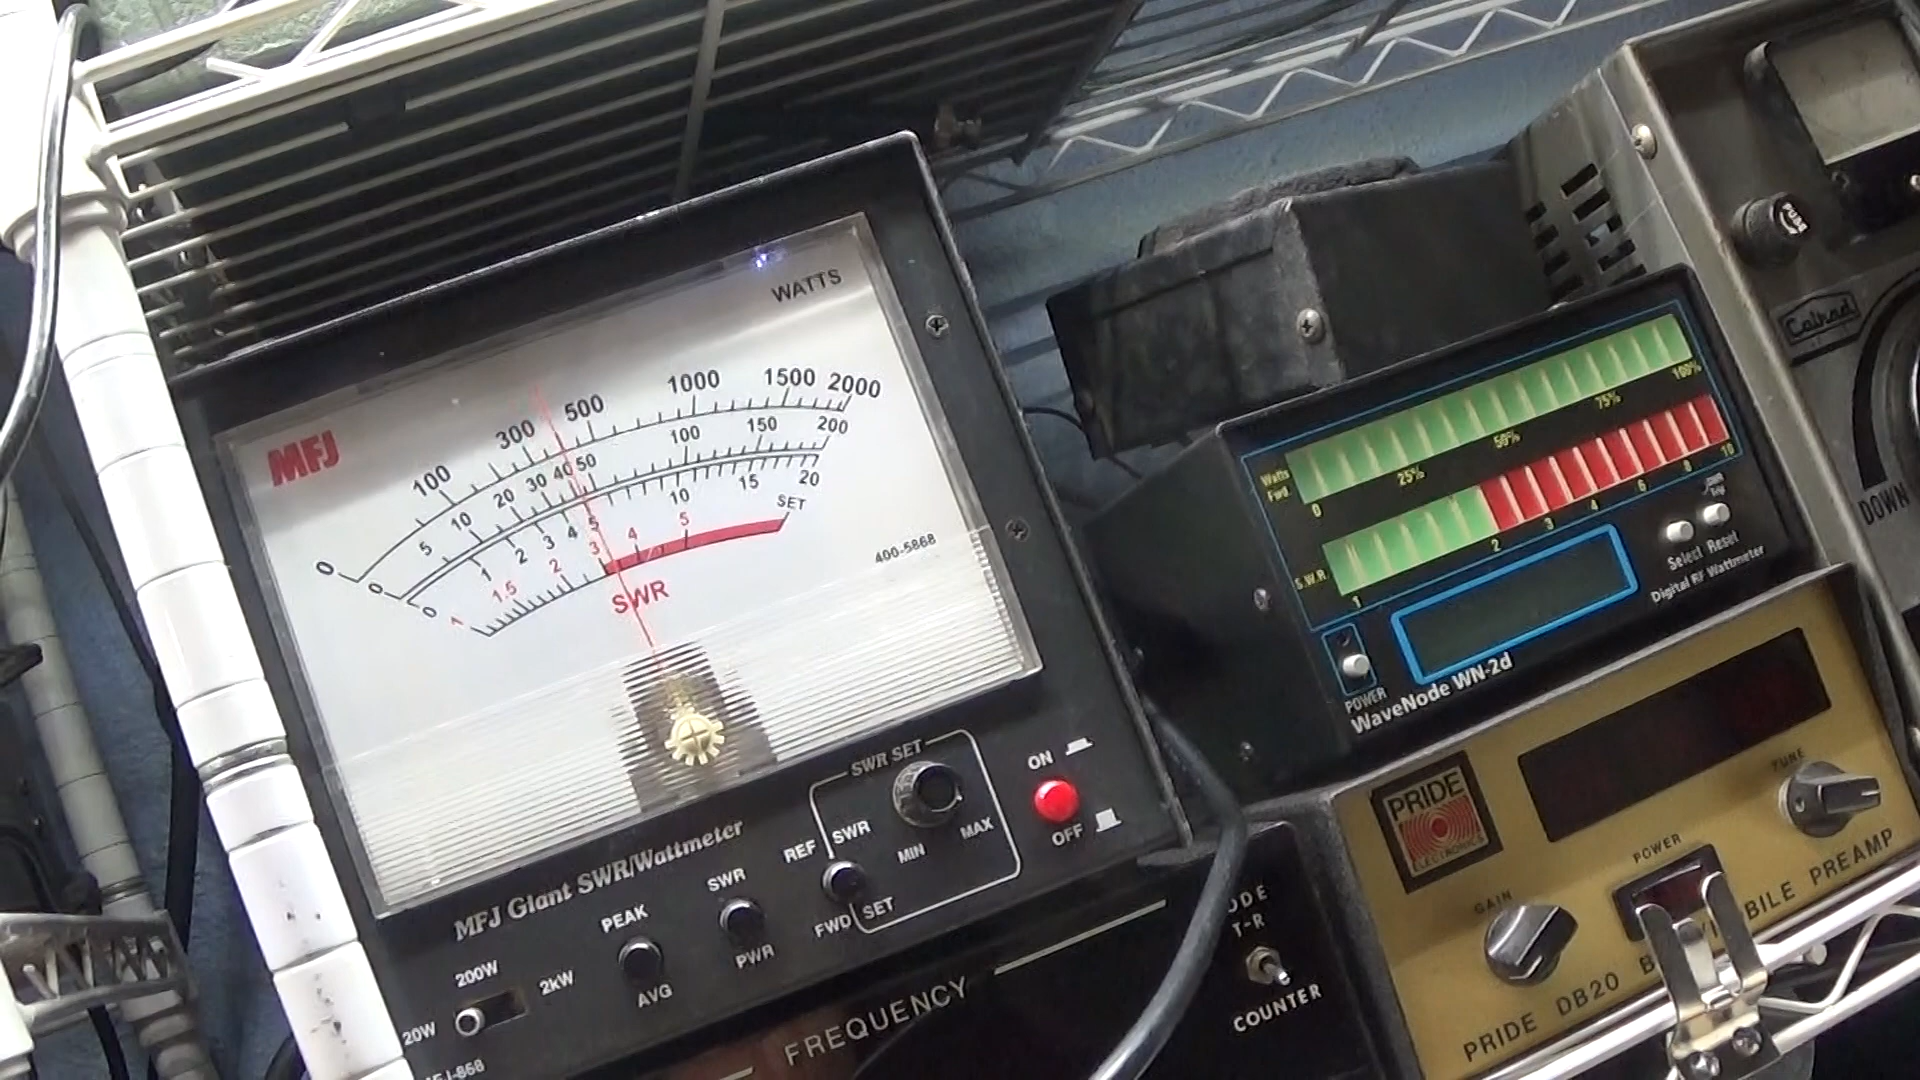 MFJ
WATTS
0 100 300 500 1000 1500 2000
0 5 10 20 30 40 50 100 150 200
0 1 2 3 4 5 10 15 20
1 1.5 2 3 4 5 SET
SWR
400-5868
MFJ Giant SWR/Wattmeter
SWR SET
REF SWR
FWD SET
MIN MAX
ON
OFF
SWR
PWR
PEAK
AVG
20W 200W 2kW
FREQUENCY
T-R
COUNTER
Watts
Fwd
0 25% 50% 75% 100%
S.W.R
1 2 3 4 6 8 10
Select Reset
Digital RF Wattmeter
POWER
WaveNode WN-2d
PRIDE
ELECTRONICS
TUNE
POWER
GAIN
PRIDE DB20
BILE PREAMP
FUSE
Calrad
DOWN